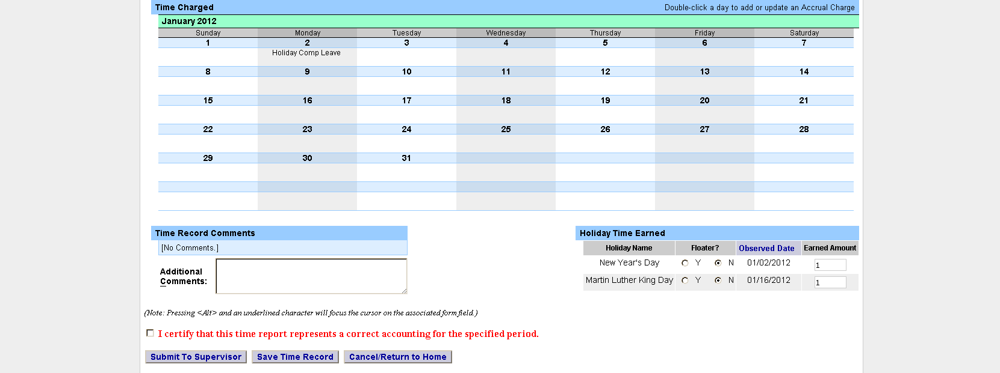 Time Charged Double-click a day to add or update an Accrual Charge
January 2012
Sunday Monday Tuesday Wednesday Thursday Friday Saturday
1 2 3 4 5 6 7
Holiday Comp Leave
8 9 10 11 12 13 14
15 16 17 18 19 20 21
22 23 24 25 26 27 28
29 30 31
Time Record Comments
[No Comments.]
Additional
Comments:
Holiday Time Earned
Holiday Name Floater? Observed Date Earned Amount
New Year's Day Y N 01/02/2012 1
Martin Luther King Day Y N 01/16/2012 1
(Note: Pressing <Alt> and an underlined character will focus the cursor on the associated form field.)
I certify that this time report represents a correct accounting for the specified period.
Submit To Supervisor Save Time Record Cancel/Return to Home